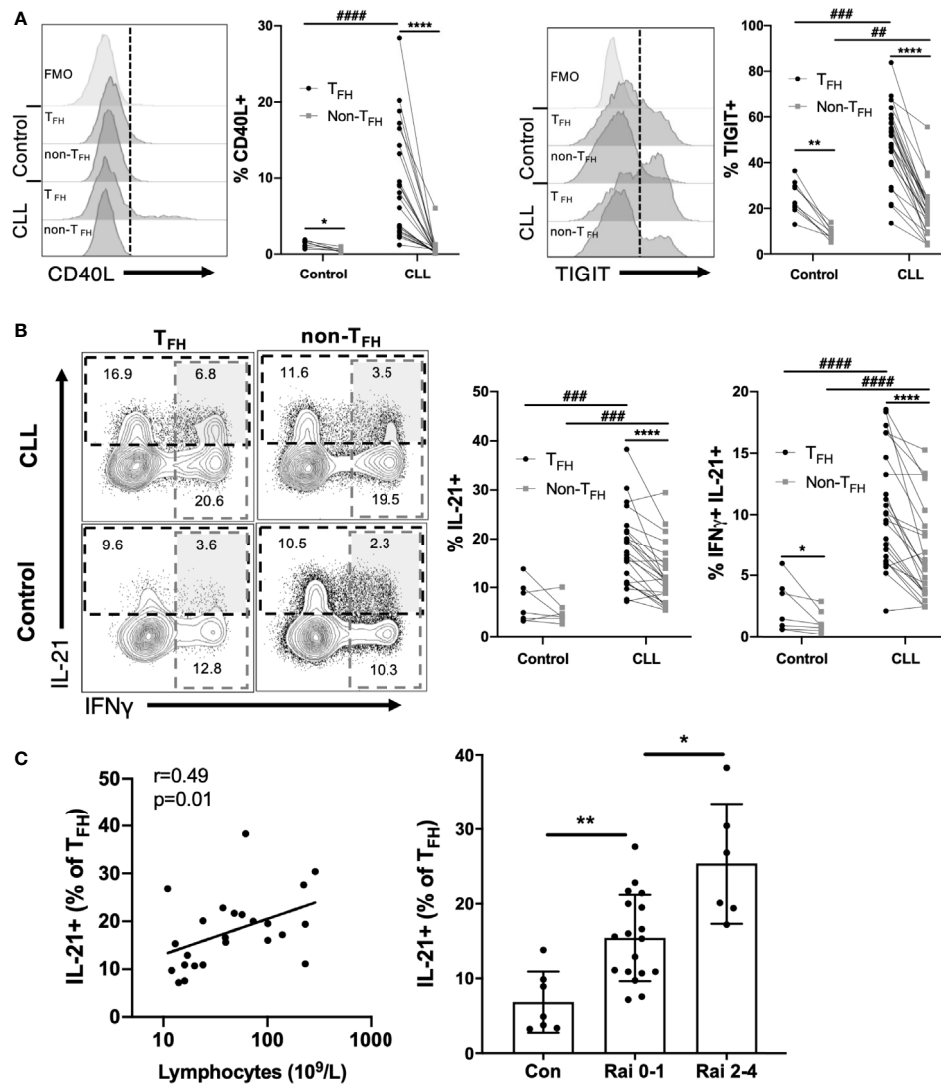 A
FMO
TFH
non-TFH
TFH
non-TFH
Control
CLL
CD40L
####
****
*
% CD40L+
30
20
10
0
TFH
Non-TFH
Control
CLL
FMO
TFH
non-TFH
TFH
non-TFH
Control
CLL
TIGIT
###
##
****
**
% TIGIT+
100
80
60
40
20
0
TFH
Non-TFH
Control
CLL
B
TFH
non-TFH
CLL
Control
16.9
6.8
20.6
11.6
3.5
19.5
9.6
3.6
12.8
10.5
2.3
10.3
IL-21
IFNγ
###
###
****
% IL-21+
50
40
30
20
10
0
TFH
Non-TFH
Control
CLL
####
####
****
*
% IFNγ+ IL-21+
20
15
10
5
0
TFH
Non-TFH
Control
CLL
C
r=0.49
p=0.01
IL-21+ (% of TFH)
50
40
30
20
10
0
10
100
1000
Lymphocytes (10⁹/L)
*
**
IL-21+ (% of TFH)
40
30
20
10
0
Con
Rai 0-1
Rai 2-4